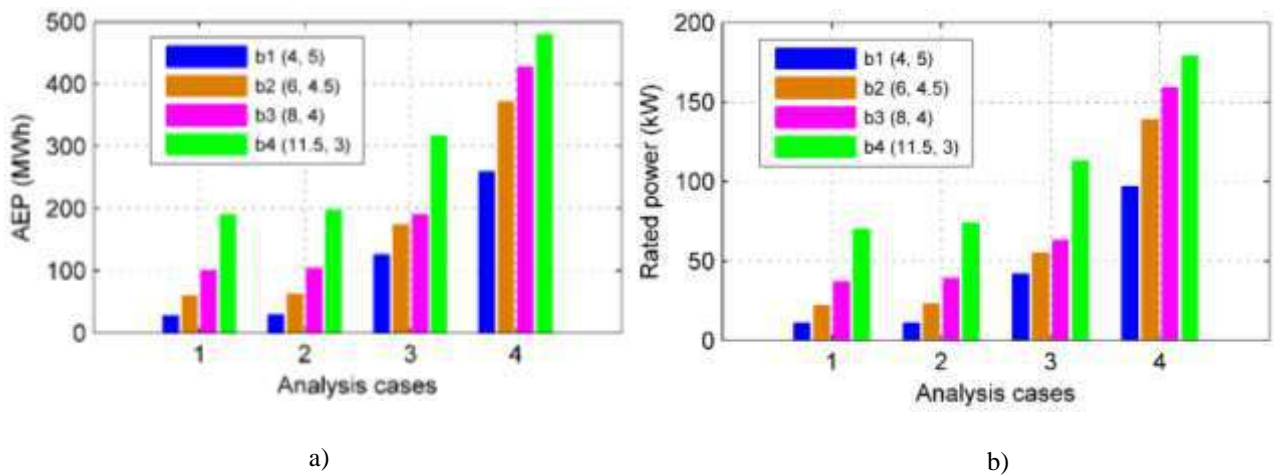 500
400
300
200
100
0
AEP (MWh)
b1 (4, 5)
b2 (6, 4.5)
b3 (8, 4)
b4 (11.5, 3)
1 2 3 4
Analysis cases
a)
200
150
100
50
0
Rated power (kW)
b1 (4, 5)
b2 (6, 4.5)
b3 (8, 4)
b4 (11.5, 3)
1 2 3 4
Analysis cases
b)